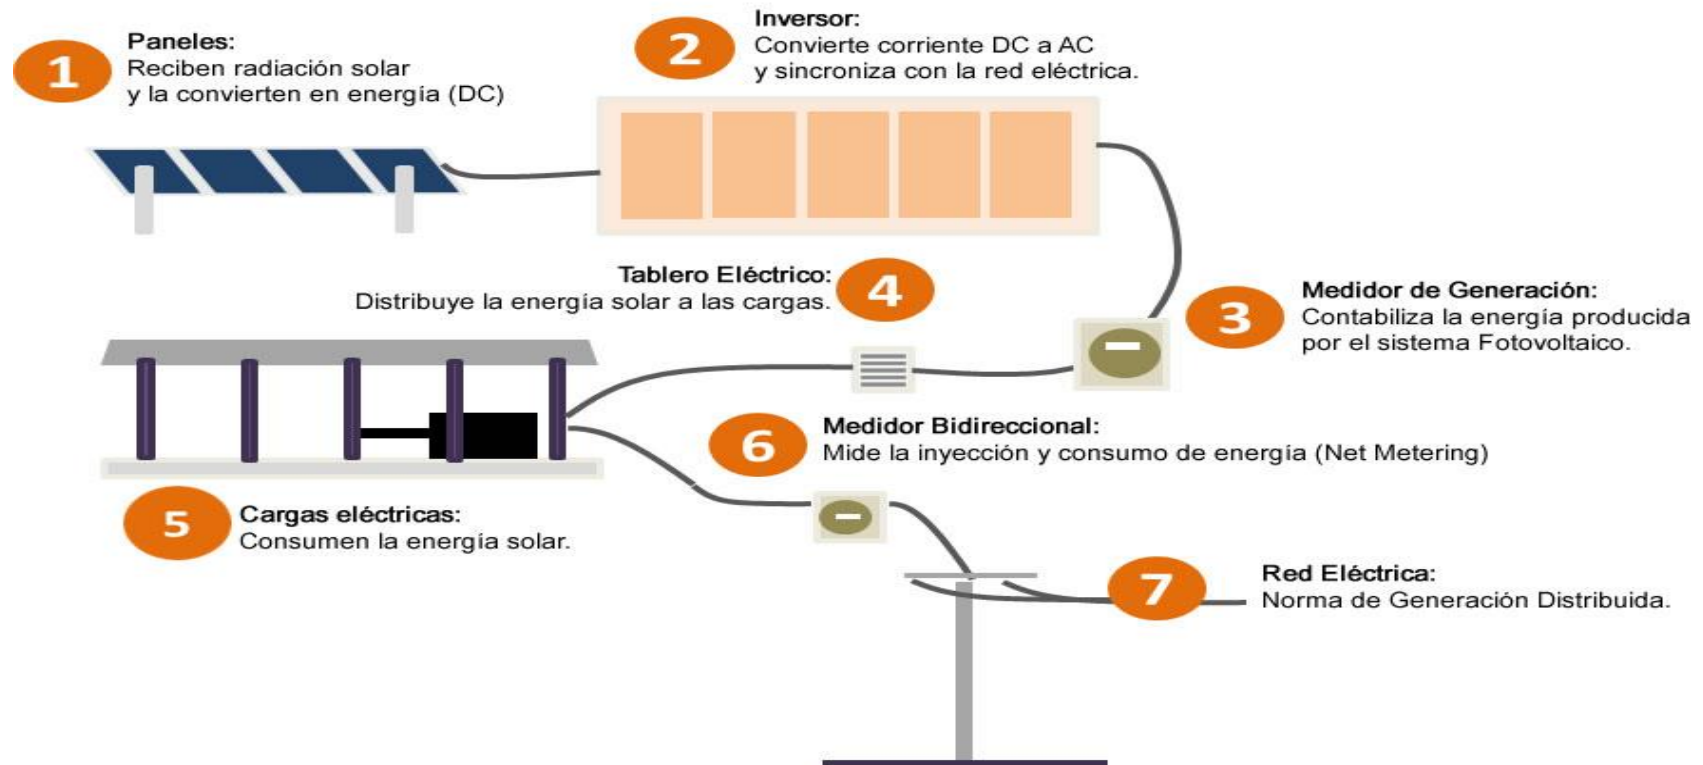 1
Paneles:
Reciben radiación solar
y la convierten en energía (DC)
2
Inversor:
Convierte corriente DC a AC
y sincroniza con la red eléctrica.
3
Medidor de Generación:
Contabiliza la energía producida
por el sistema Fotovoltaico.
Tablero Eléctrico:
Distribuye la energía solar a las cargas.
4
5
Cargas eléctricas:
Consumen la energía solar.
6
Medidor Bidireccional:
Mide la inyección y consumo de energía (Net Metering)
7
Red Eléctrica:
Norma de Generación Distribuida.